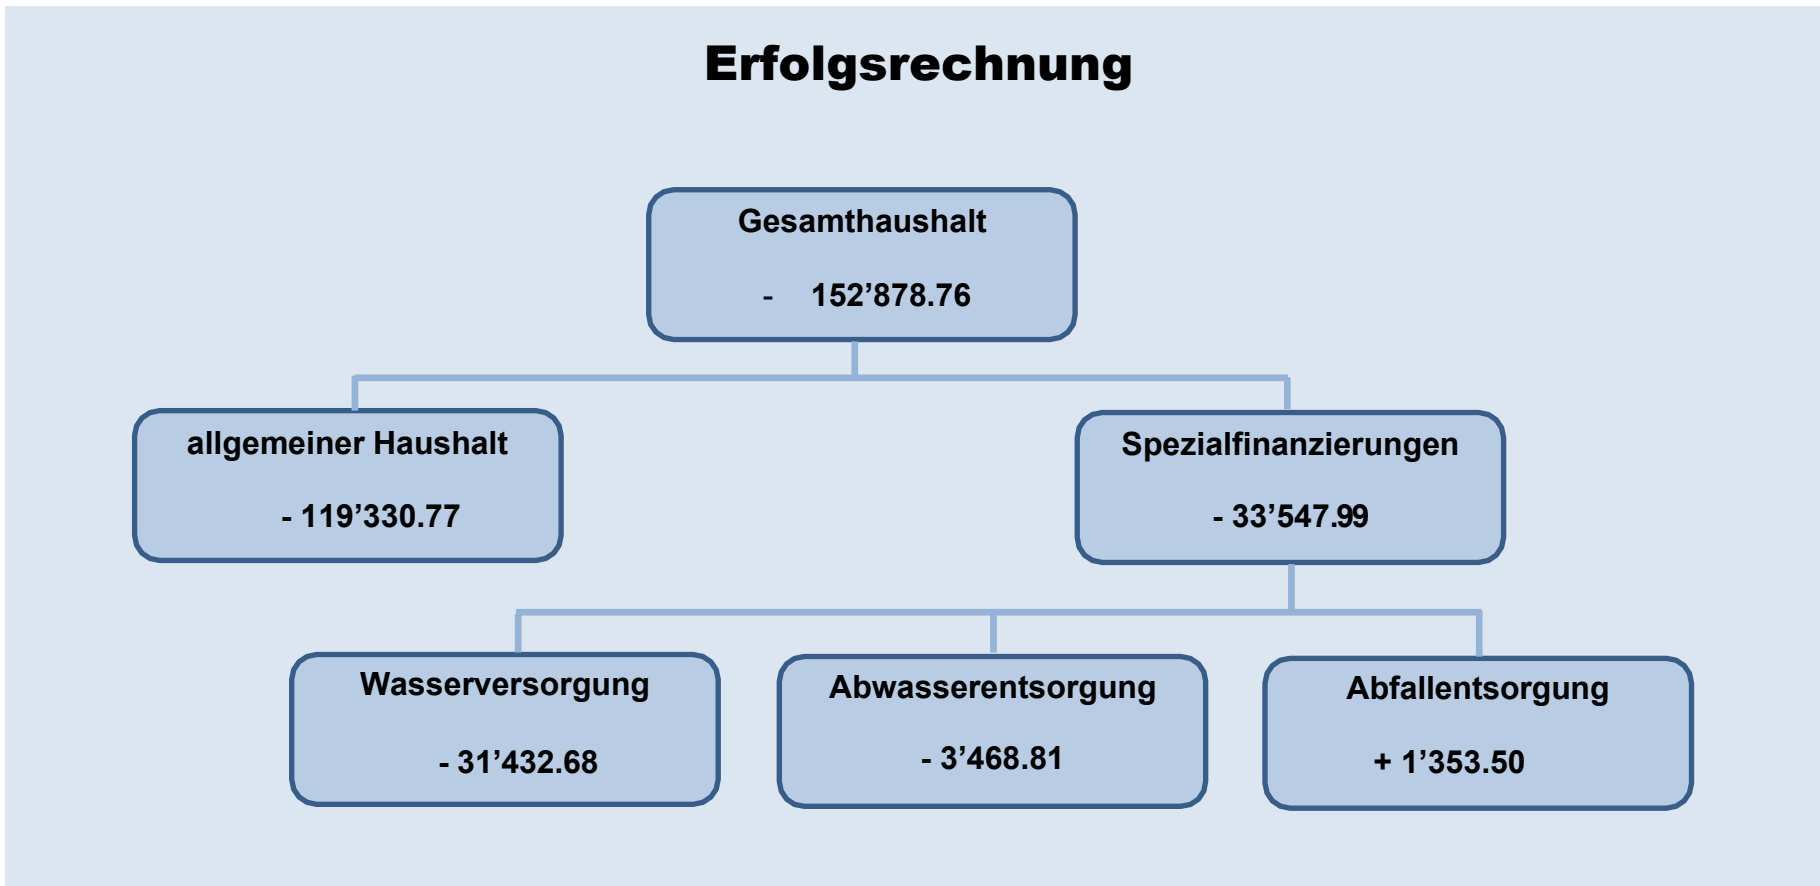 Erfolgsrechnung
Gesamthaushalt
- 152’878.76
allgemeiner Haushalt
- 119’330.77
Spezialfinanzierungen
- 33’547.99
Wasserversorgung
- 31’432.68
Abwasserentsorgung
- 3’468.81
Abfallentsorgung
+ 1’353.50